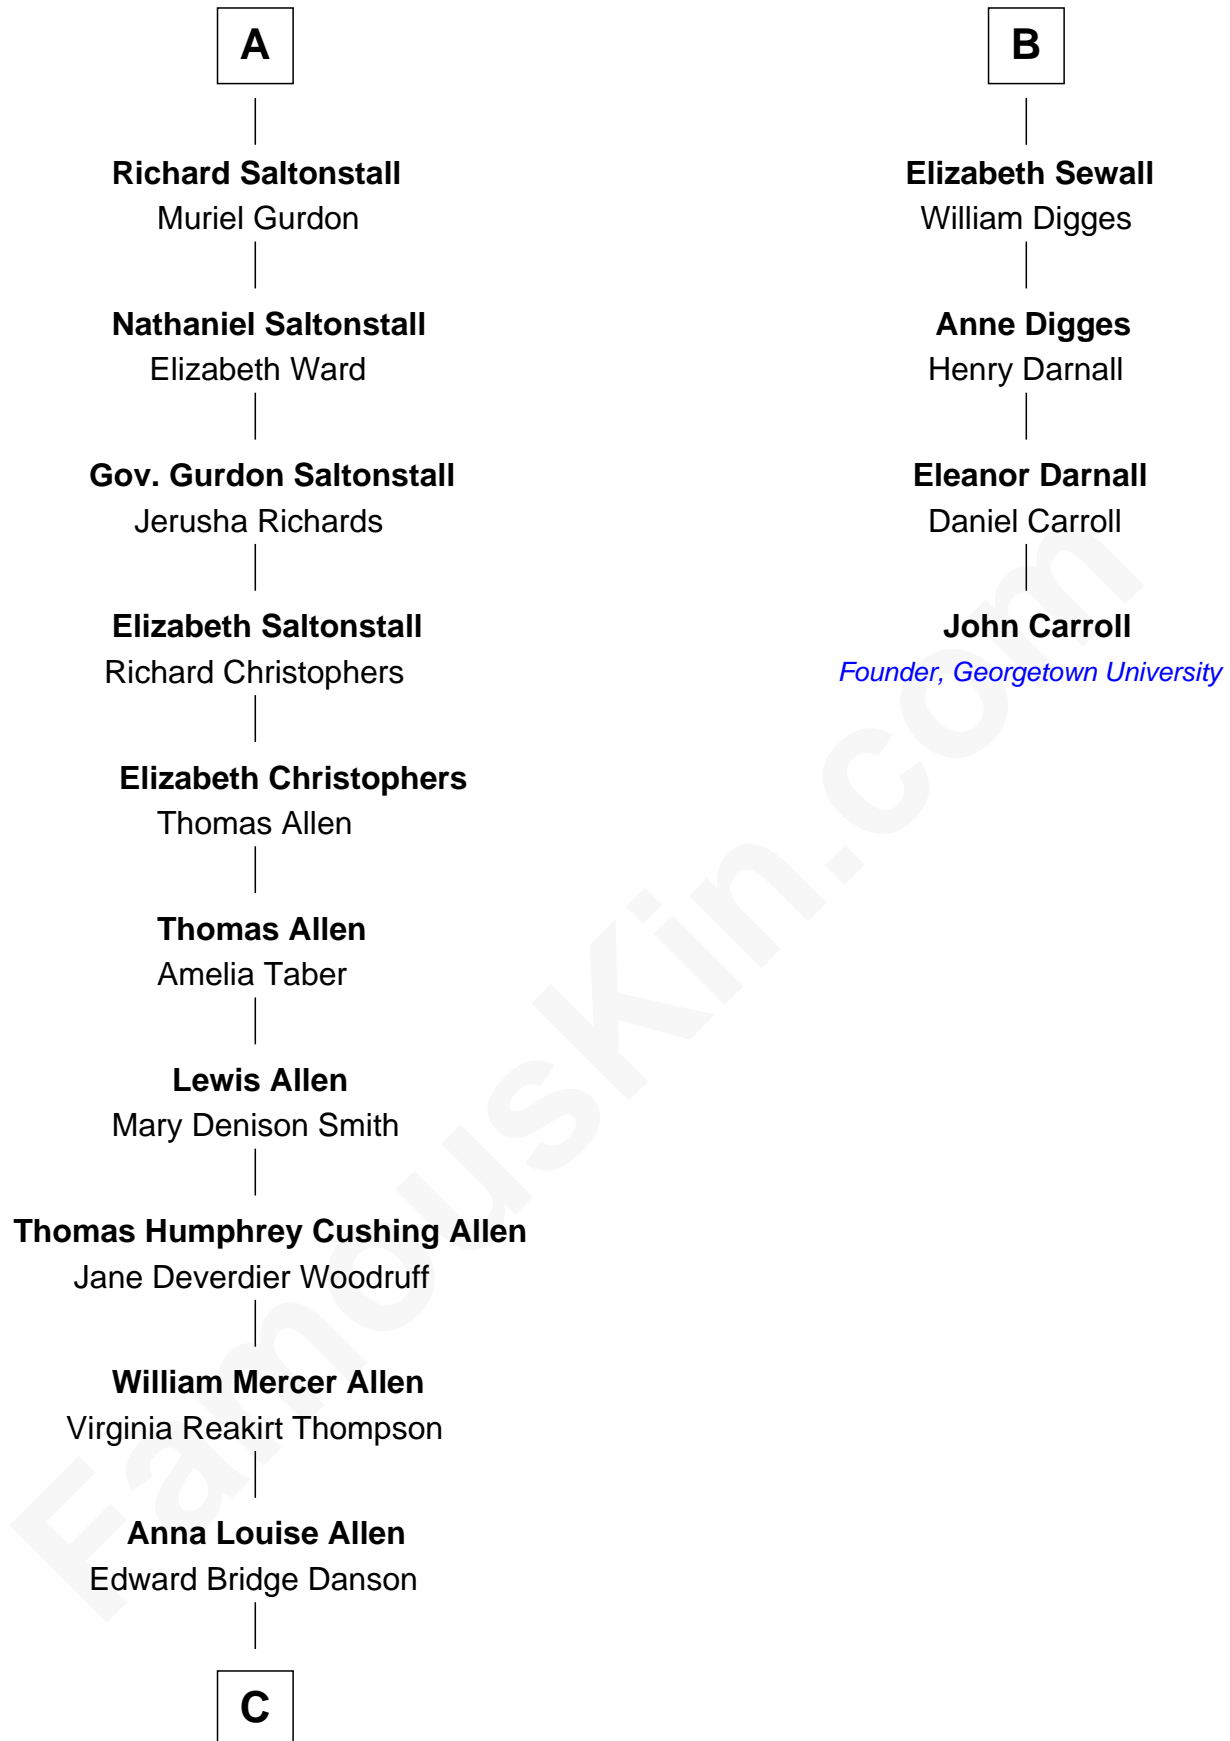 A
Richard Saltonstall
Muriel Gurdon
Nathaniel Saltonstall
Elizabeth Ward
Gov. Gurdon Saltonstall
Jerusha Richards
Elizabeth Saltonstall
Richard Christophers
Elizabeth Christophers
Thomas Allen
Thomas Allen
Amelia Taber
Lewis Allen
Mary Denison Smith
Thomas Humphrey Cushing Allen
Jane Deverdier Woodruff
William Mercer Allen
Virginia Reakirt Thompson
Anna Louise Allen
Edward Bridge Danson
C
B
Elizabeth Sewall
William Digges
Anne Digges
Henry Darnall
Eleanor Darnall
Daniel Carroll
John Carroll
Founder, Georgetown University
FamousKin.com